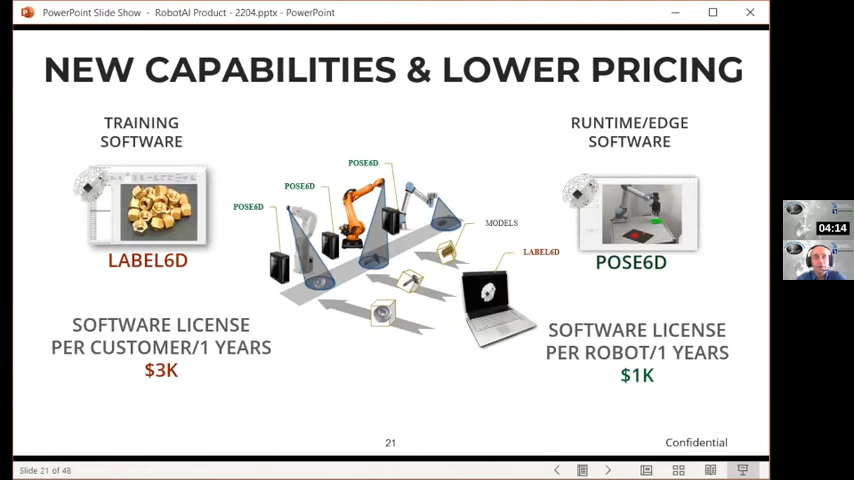 PowerPoint Slide Show - RobotAI Product - 2204.pptx - PowerPoint
NEW CAPABILITIES & LOWER PRICING
TRAINING
SOFTWARE
LABEL6D
SOFTWARE LICENSE
PER CUSTOMER/1 YEARS
$3K
POSE6D
POSE6D
POSE6D
MODELS
LABEL6D
RUNTIME/EDGE
SOFTWARE
POSE6D
SOFTWARE LICENSE
PER ROBOT/1 YEARS
$1K
04:14
21
Confidential
Slide 21 of 48